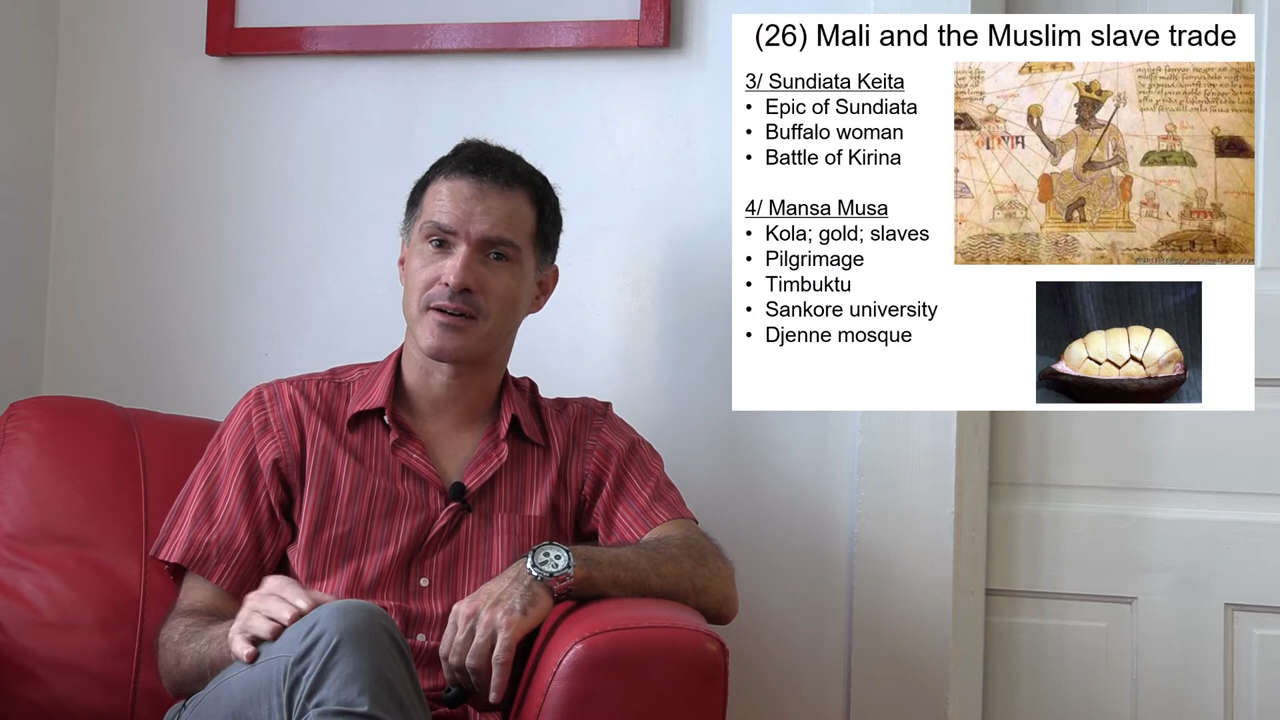 (26) Mali and the Muslim slave trade
3/ Sundiata Keita
• Epic of Sundiata
• Buffalo woman
• Battle of Kirina
4/ Mansa Musa
• Kola; gold; slaves
• Pilgrimage
• Timbuktu
• Sankore university
• Djenne mosque